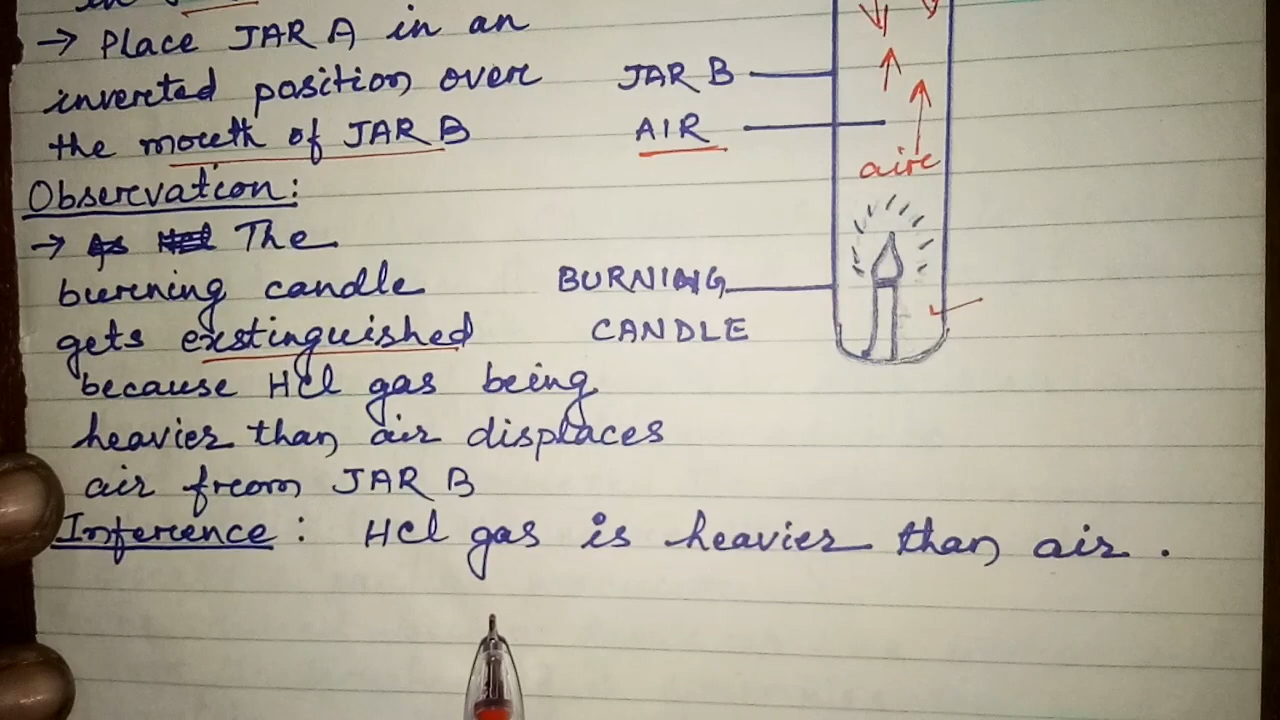 → Place JAR A in an
inverted position over
the mouth of JAR B
Observation:
→ The
burning candle
gets exstinguished
because HCl gas being
heavier than air displaces
air from JAR B
Inference : HCl gas is heavier than air .
JAR B
AIR
air
BURNING
CANDLE